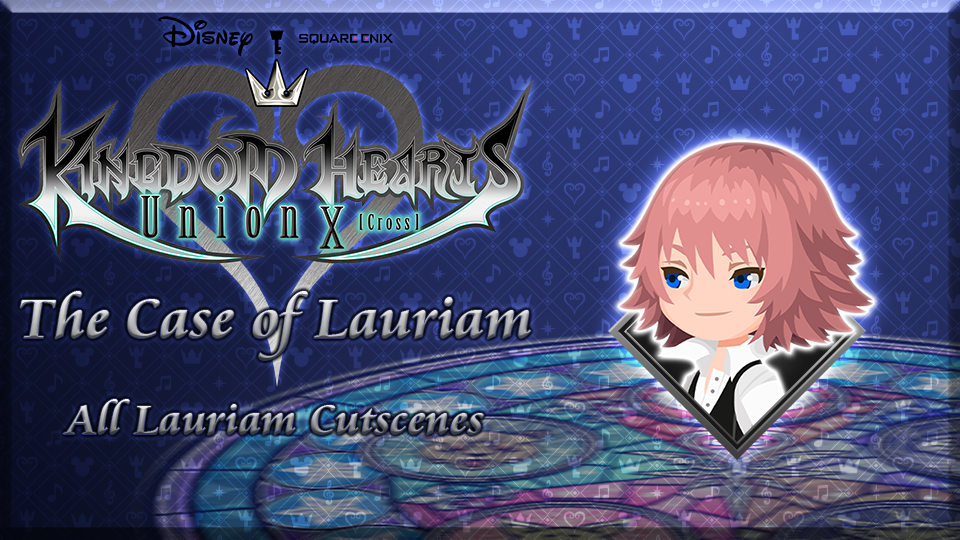 Disney SQUARE ENIX
KINGDOM HEARTS
Union X [Cross]
The Case of Lauriam
All Lauriam Cutscenes